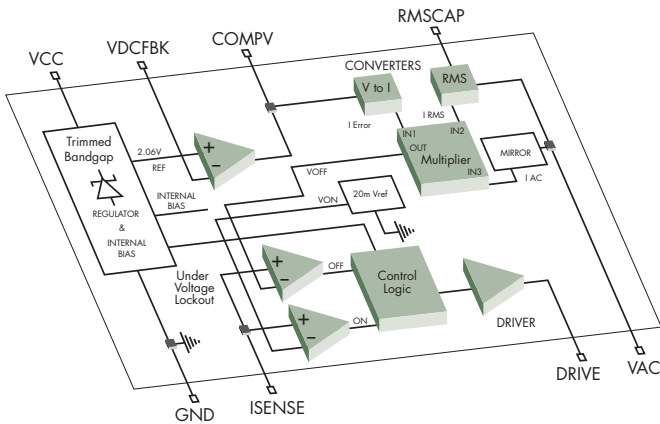 RMSCAP
COMPV
VDCFBK
VCC
CONVERTERS
RMS
V to I
I Error
I RMS
Trimmed
Bandgap
2.06V
REF
IN1
IN2
OUT
Multiplier
IN3
MIRROR
I AC
VOFF
VON
20m Vref
INTERNAL
BIAS
REGULATOR
&
INTERNAL
BIAS
Under
Voltage
Lockout
OFF
ON
Control
Logic
DRIVER
DRIVE
VAC
ISENSE
GND